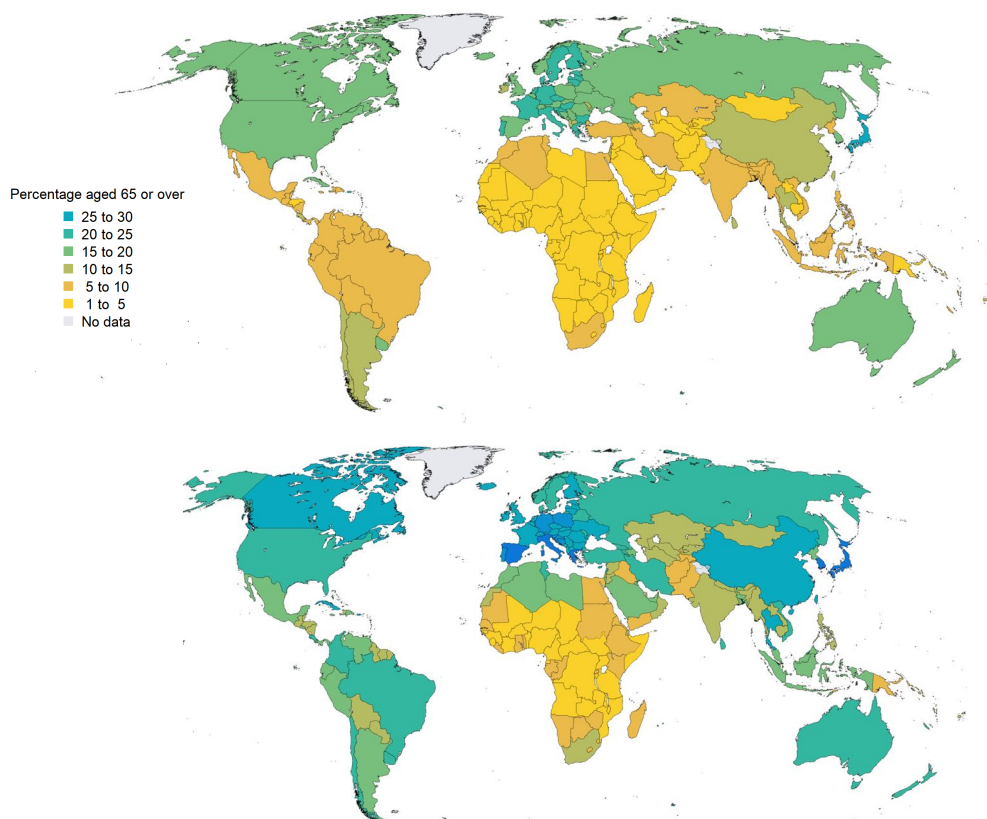 Percentage aged 65 or over
25 to 30
20 to 25
15 to 20
10 to 15
5 to 10
1 to 5
No data